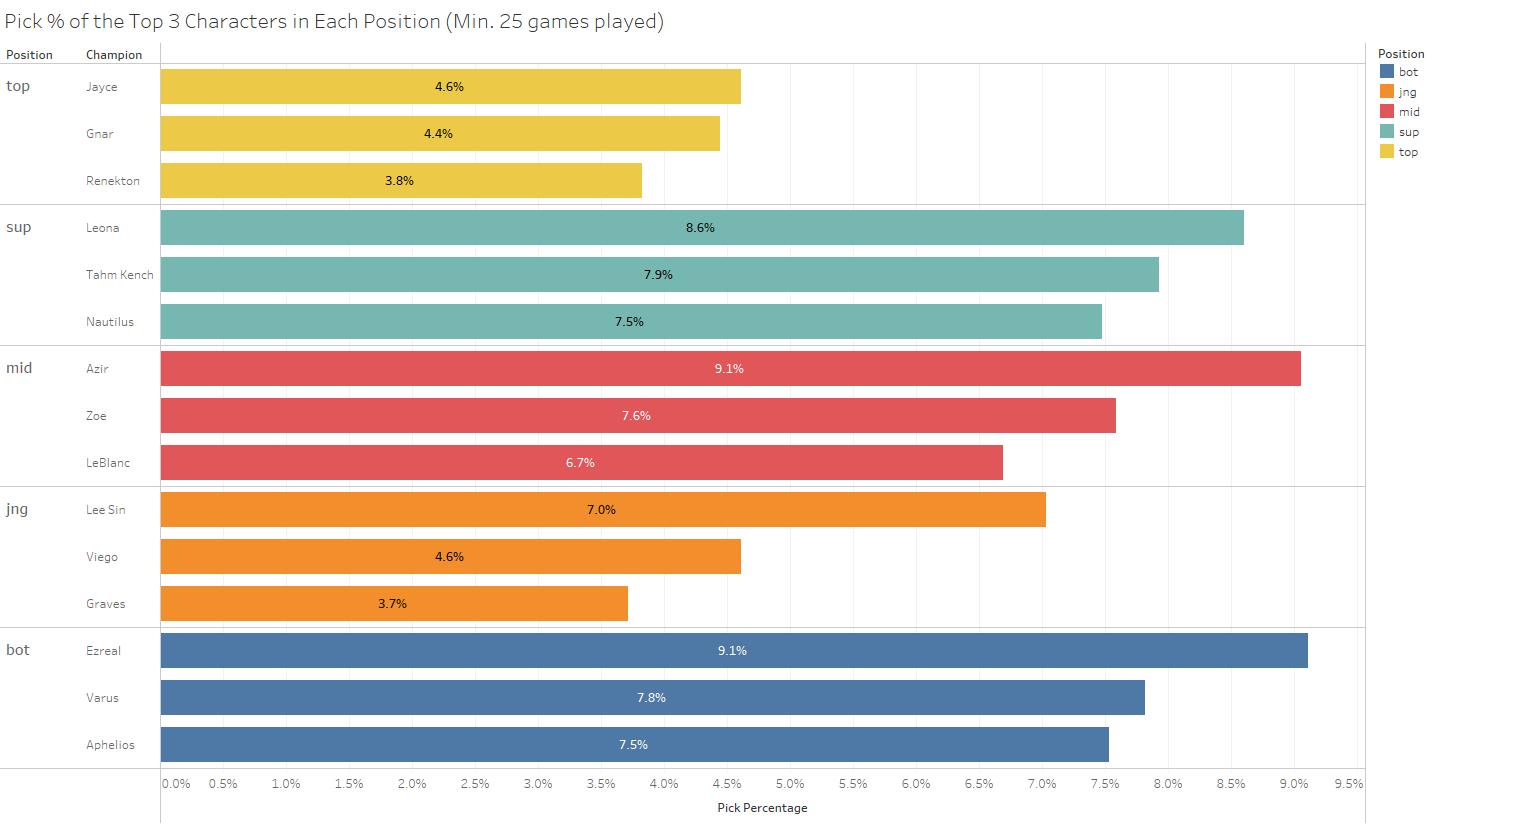 Pick % of the Top 3 Characters in Each Position (Min. 25 games played)
Position Champion
top Jayce 4.6%
Gnar 4.4%
Renekton 3.8%
sup Leona 8.6%
Tahm Kench 7.9%
Nautilus 7.5%
mid Azir 9.1%
Zoe 7.6%
LeBlanc 6.7%
jng Lee Sin 7.0%
Viego 4.6%
Graves 3.7%
bot Ezreal 9.1%
Varus 7.8%
Aphelios 7.5%
0.0% 0.5% 1.0% 1.5% 2.0% 2.5% 3.0% 3.5% 4.0% 4.5% 5.0% 5.5% 6.0% 6.5% 7.0% 7.5% 8.0% 8.5% 9.0% 9.5%
Pick Percentage
Position
bot
jng
mid
sup
top